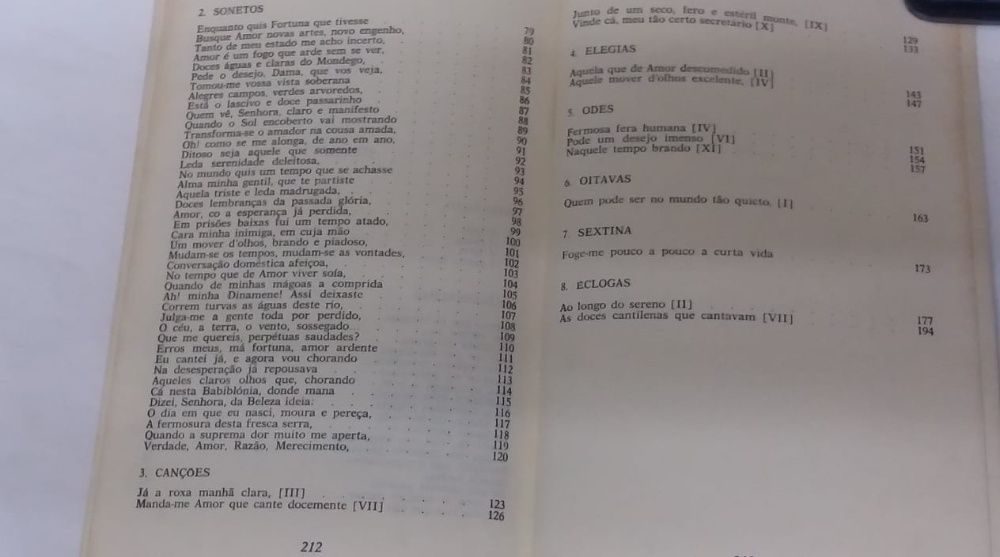 2. SONETOS
Enquanto quis Fortuna que tivesse 79
Busque Amor novas artes, novo engenho, 80
Tanto de meu estado me acho incerto, 81
Amor é um fogo que arde sem se ver, 82
Doces águas e claras do Mondego, 83
Pede o desejo, Dama, que vos veja, 84
Tomou-me vossa vista soberana 85
Alegres campos, verdes arvoredos, 86
Está o lascivo e doce passarinho 87
Quem vê, Senhora, claro e manifesto 88
Quando o Sol encoberto vai mostrando 89
Transforma-se o amador na cousa amada, 90
Oh! como se me alonga, de ano em ano, 91
Ditoso seja aquele que somente 92
Leda serenidade deleitosa, 93
No mundo quis um tempo que se achasse 94
Alma minha gentil, que te partiste 95
Aquela triste e leda madrugada, 96
Doces lembranças da passada glória, 97
Amor, co a esperança já perdida, 98
Em prisões baixas fui um tempo atado, 99
Cara minha inimiga, em cuja mão 100
Um mover d'olhos, brando e piadoso, 101
Mudam-se os tempos, mudam-se as vontades, 102
Conversação doméstica afeiçoa, 103
No tempo que de Amor viver soía, 104
Quando de minhas mágoas a comprida 105
Ah! minha Dinamene! Assi deixaste 106
Correm turvas as águas deste rio, 107
Julga-me a gente toda por perdido, 108
O céu, a terra, o vento, sossegado... 109
Que me quereis, perpétuas saudades? 110
Erros meus, má fortuna, amor ardente 111
Eu cantei já, e agora vou chorando 112
Na desesperação já repousava 113
Aqueles claros olhos que, chorando 114
Cá nesta Babiblónia, donde mana 115
Dizei, Senhora, da Beleza ideia: 116
O dia em que eu nasci, moura e pereça, 117
A fermosura desta fresca serra, 118
Quando a suprema dor muito me aperta, 119
Verdade, Amor, Razão, Merecimento, 120
3. CANÇÕES
Já a roxa manhã clara, [III] 123
Manda-me Amor que cante docemente [VII] 126
212
Junto de um seco, fero e estéril monte, [IX] 129
Vinde cá, meu tão certo secretário [X] 133
4. ELEGIAS
Aquela que de Amor descomedido [II] 143
Aquele mover d'olhos excelente, [IV] 147
5. ODES
Fermosa fera humana [IV] 151
Pode um desejo imenso [VI] 154
Naquele tempo brando [XI] 157
6. OITAVAS
Quem pode ser no mundo tão quieto, [I] 163
7. SEXTINA
Foge-me pouco a pouco a curta vida 173
8. ÉCLOGAS
Ao longo do sereno [II] 177
As doces cantilenas que cantavam [VII] 194